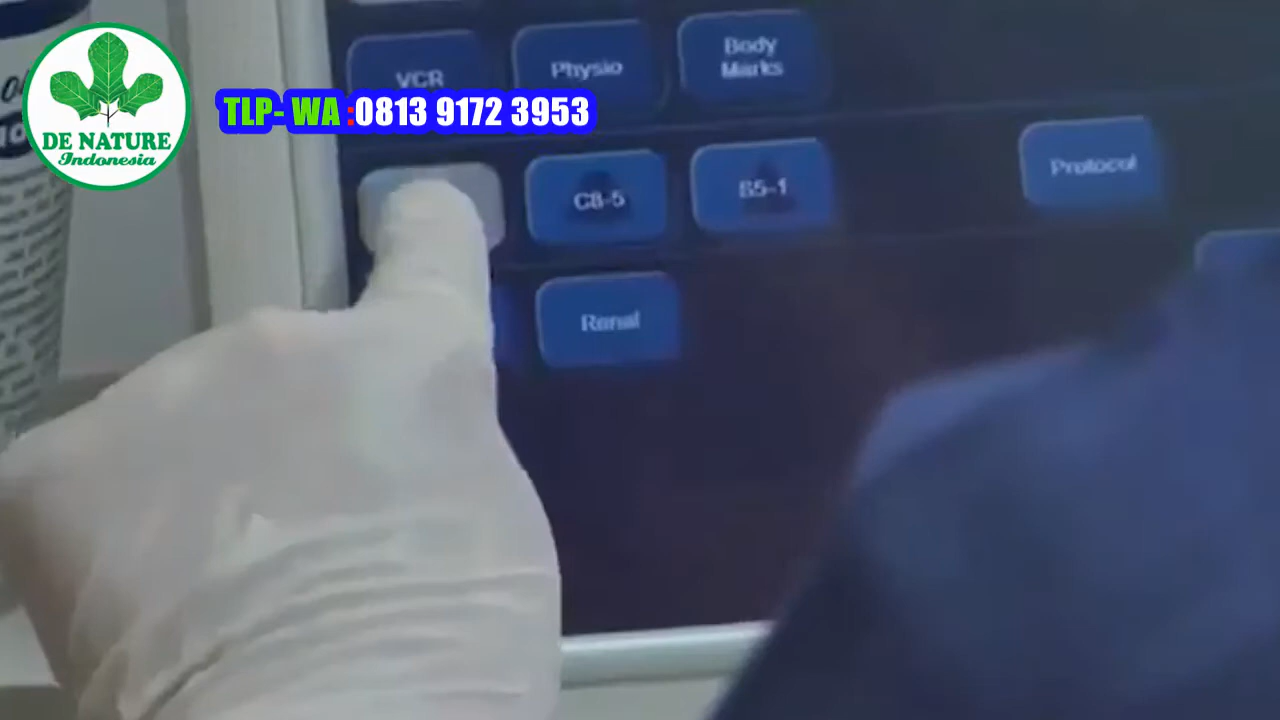 DE NATURE
Indonesia
TLP- WA :0813 9172 3953
VCR
Physio
Body
Marks
C8-5
S5-1
Protocol
Renal